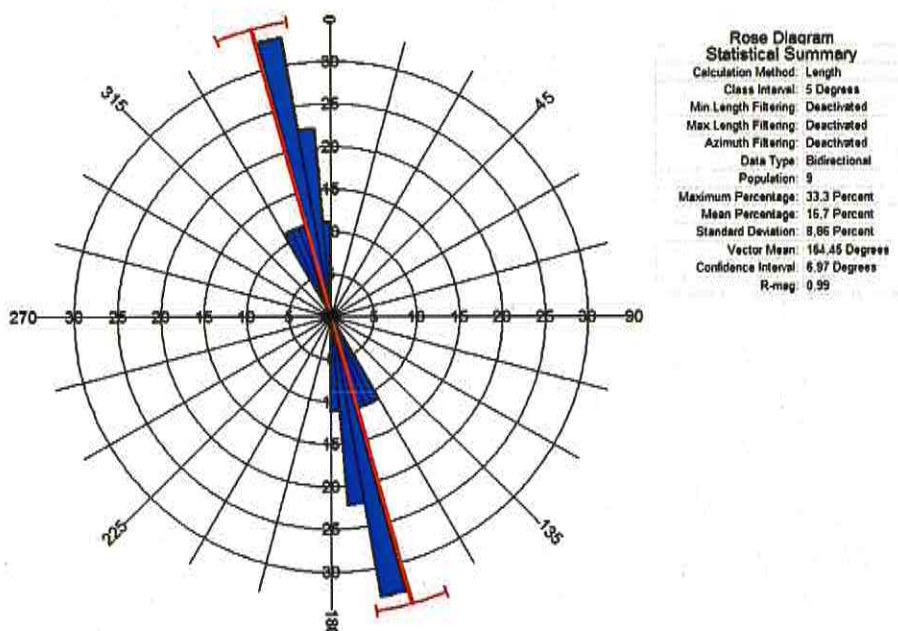 0
315
45
30
25
20
15
10
270
30
25
20
15
10
5
5
10
15
20
25
30
90
10
15
20
25
30
225
135
180
Rose Diagram
Statistical Summary
Calculation Method: Length
Class Interval: 5 Degrees
Min.Length Filtering: Deactivated
Max.Length Filtering: Deactivated
Azimuth Filtering: Deactivated
Data Type: Bidirectional
Population: 9
Maximum Percentage: 33.3 Percent
Mean Percentage: 16.7 Percent
Standard Deviation: 8.86 Percent
Vector Mean: 164.45 Degrees
Confidence Interval: 6.97 Degrees
R-mag: 0.99